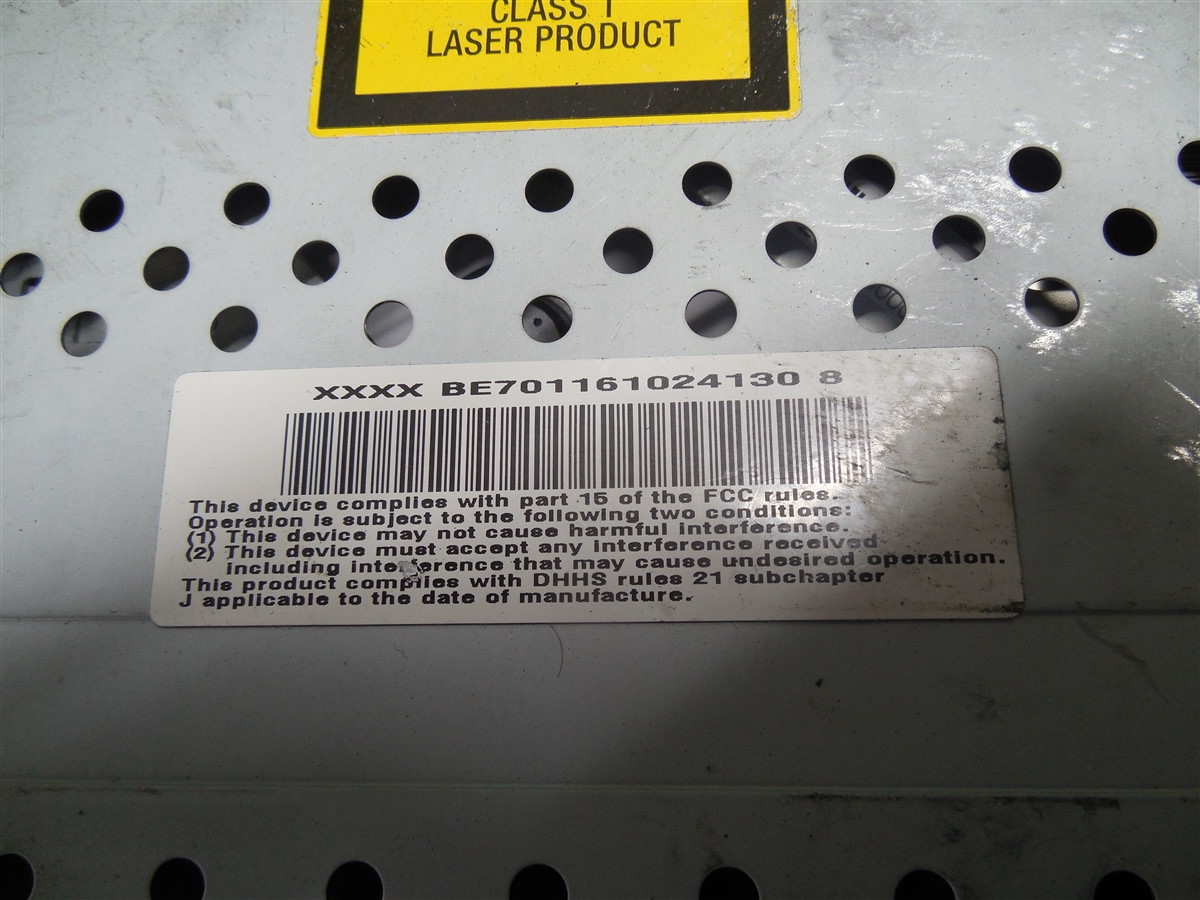 CLASS 1
LASER PRODUCT
XXXX BE701161024130 8
This device complies with part 15 of the FCC rules.
Operation is subject to the following two conditions:
(1) This device may not cause harmful interference.
(2) This device must accept any interference received
including interference that may cause undesired operation.
This product complies with DHHS rules 21 subchapter
J applicable to the date of manufacture.